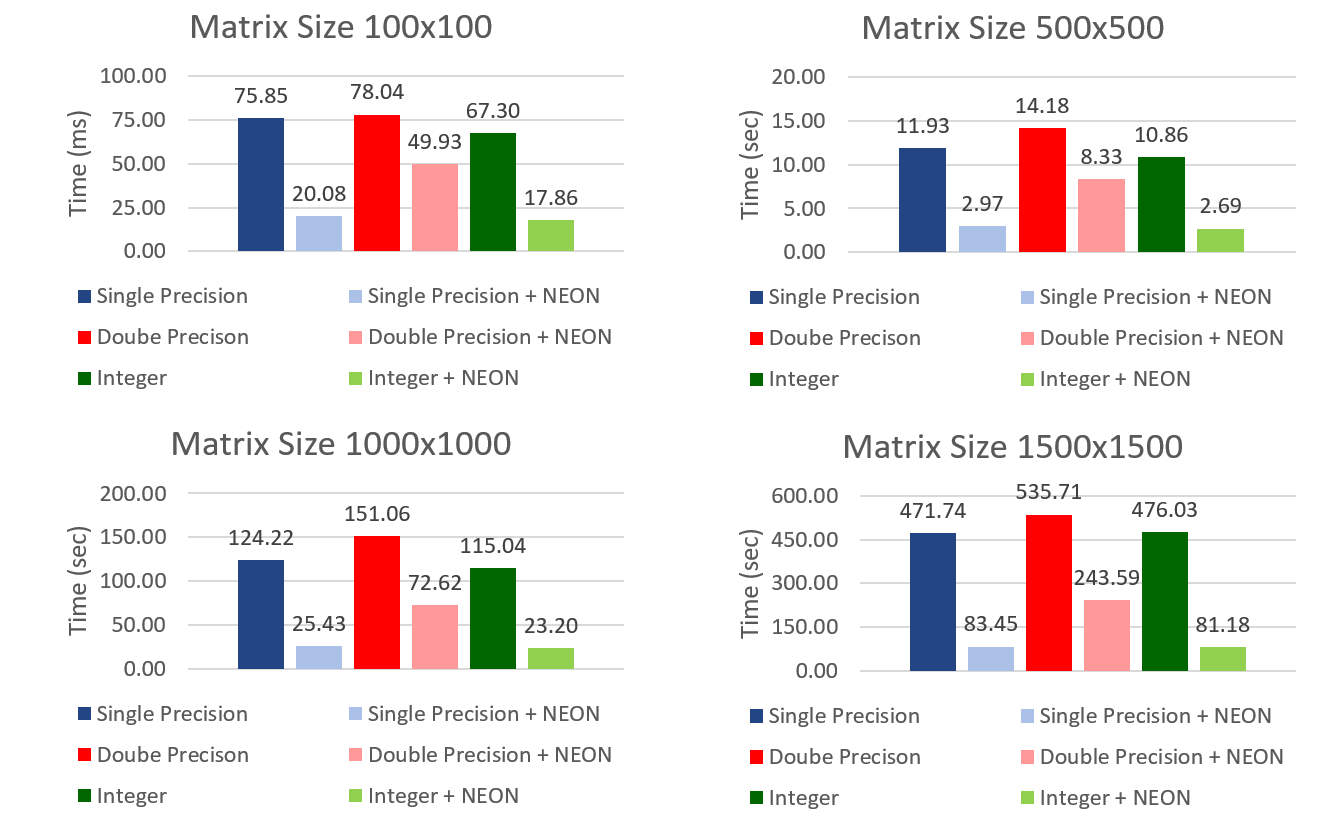 Matrix Size 100x100
Time (ms)
100.00
75.00
50.00
25.00
0.00
75.85
20.08
78.04
49.93
67.30
17.86
Single Precision
Single Precision + NEON
Doube Precison
Double Precision + NEON
Integer
Integer + NEON
Matrix Size 500x500
Time (sec)
20.00
15.00
10.00
5.00
0.00
11.93
2.97
14.18
8.33
10.86
2.69
Single Precision
Single Precision + NEON
Doube Precison
Double Precision + NEON
Integer
Integer + NEON
Matrix Size 1000x1000
Time (sec)
200.00
150.00
100.00
50.00
0.00
124.22
25.43
151.06
72.62
115.04
23.20
Single Precision
Single Precision + NEON
Doube Precison
Double Precision + NEON
Integer
Integer + NEON
Matrix Size 1500x1500
Time (sec)
600.00
450.00
300.00
150.00
0.00
471.74
83.45
535.71
243.59
476.03
81.18
Single Precision
Single Precision + NEON
Doube Precison
Double Precision + NEON
Integer
Integer + NEON